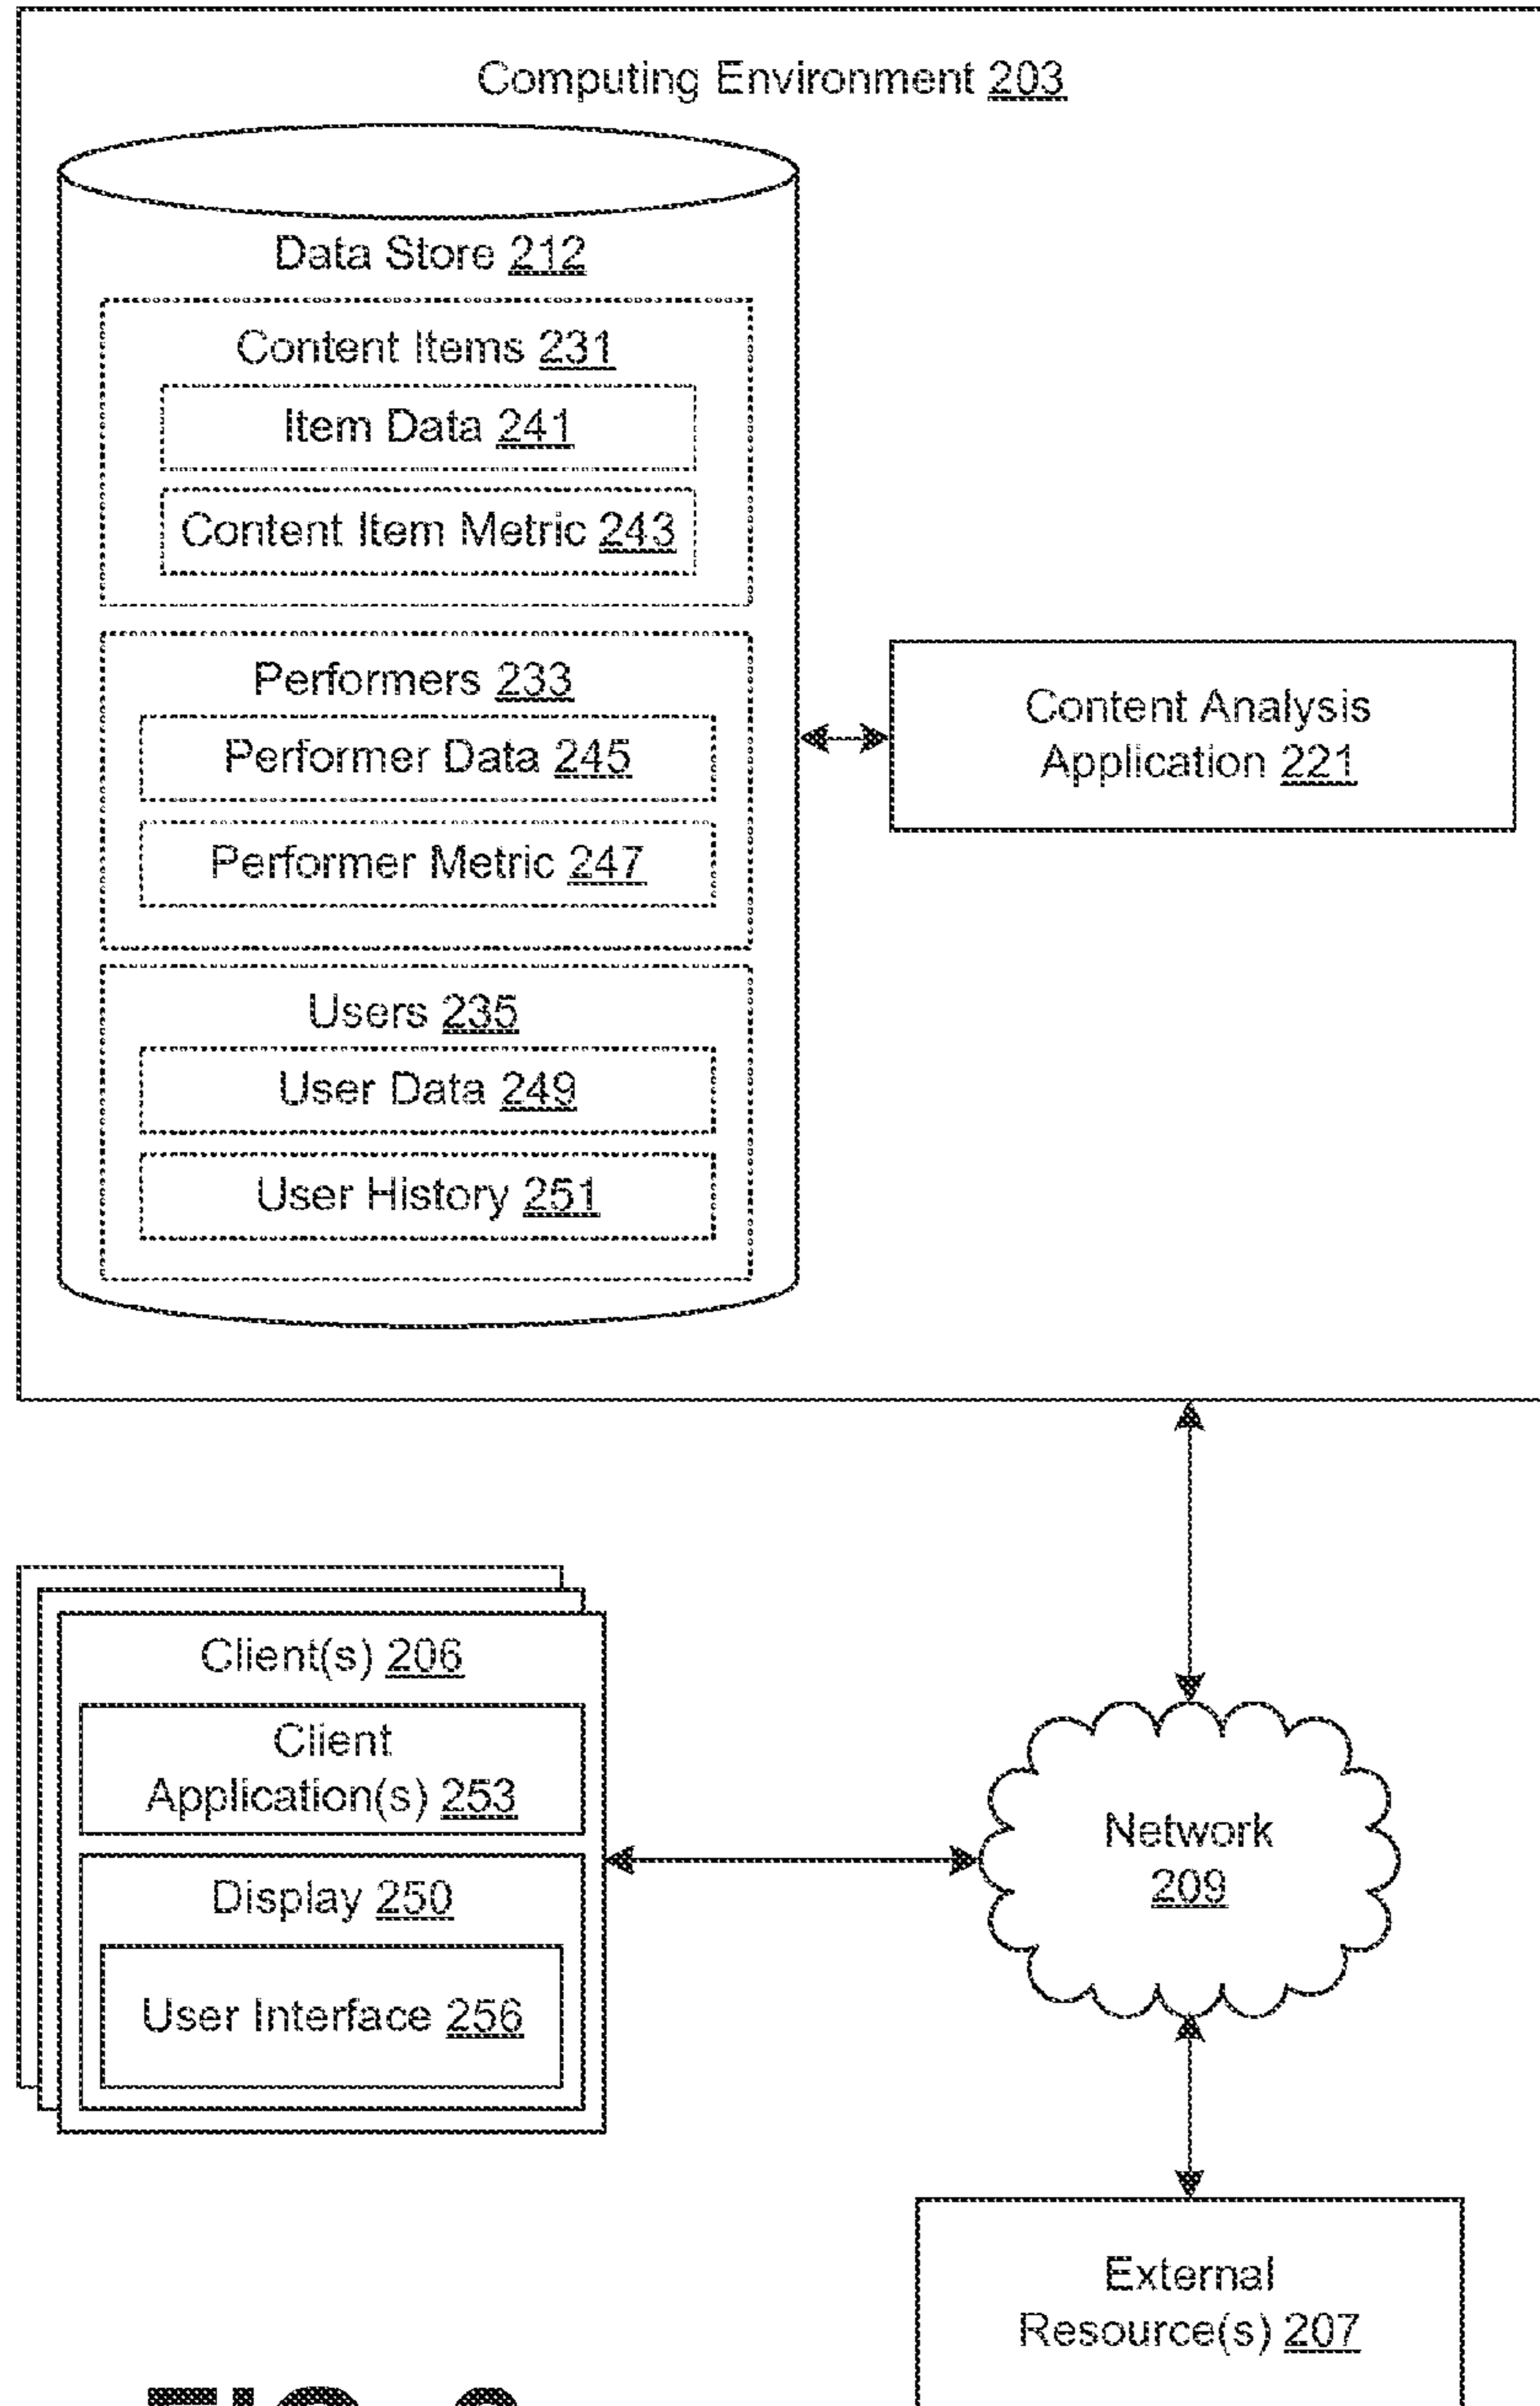 Computing Environment 203
Data Store 212
Content Items 231
Item Data 241
Content Item Metric 243
Performers 233
Performer Data 245
Performer Metric 247
Users 235
User Data 249
User History 251
Content Analysis
Application 221
Client(s) 206
Client
Application(s) 253
Display 250
User Interface 256
Network
209
External
Resource(s) 207